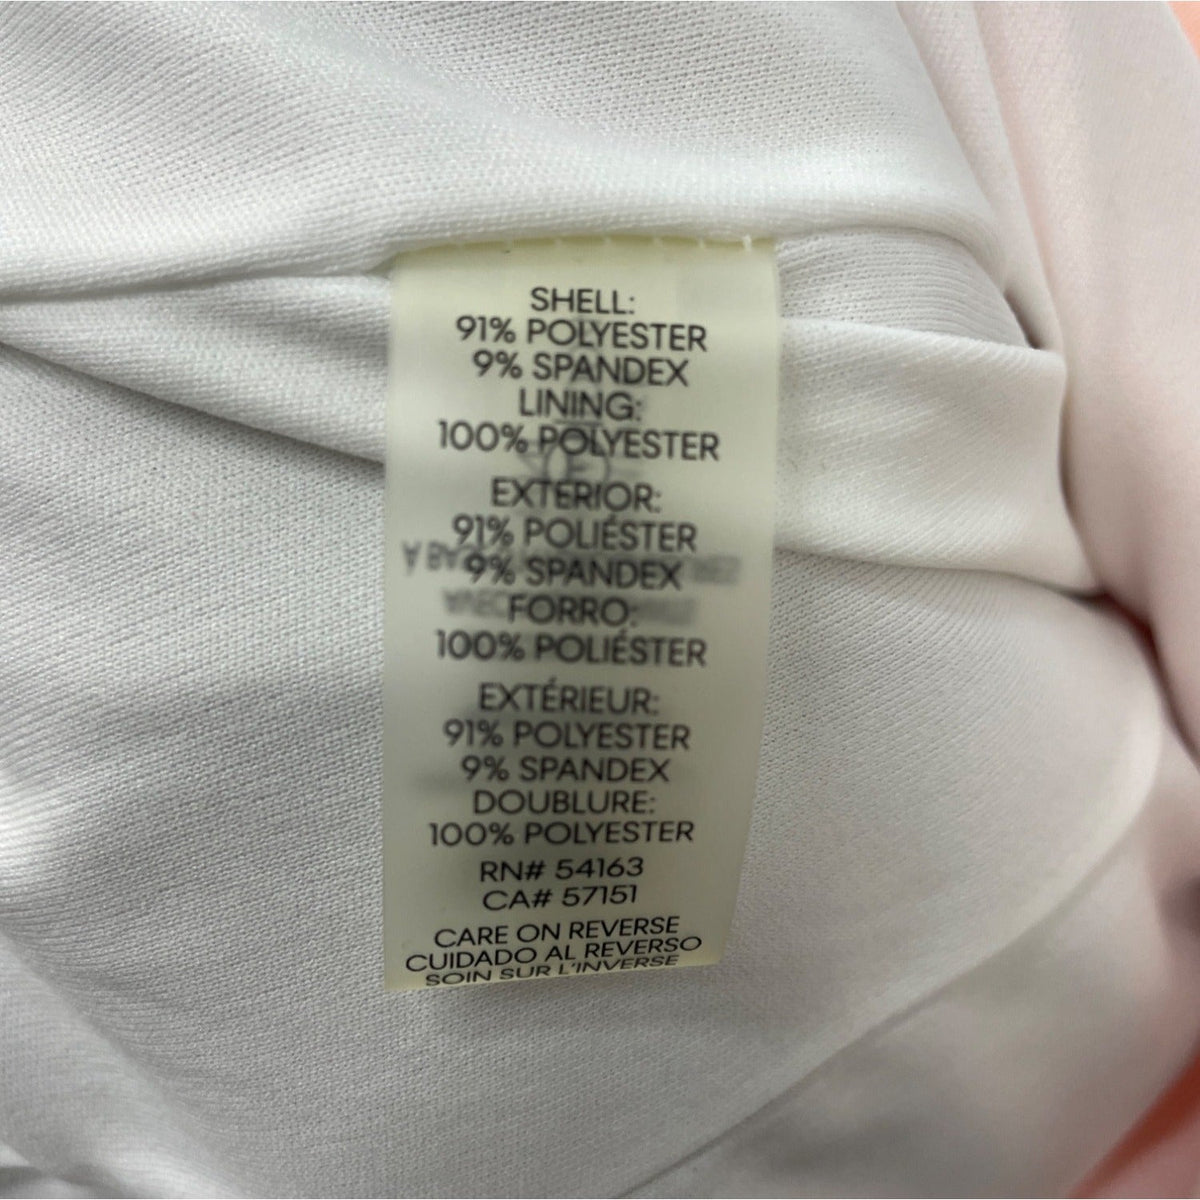 SHELL:
91% POLYESTER
9% SPANDEX
LINING:
100% POLYESTER
EXTERIOR:
91% POLIÉSTER
9% SPANDEX
FORRO:
100% POLIÉSTER
EXTÉRIEUR:
91% POLYESTER
9% SPANDEX
DOUBLURE:
100% POLYESTER
RN# 54163
CA# 57151
CARE ON REVERSE
CUIDADO AL REVERSO
SOIN SUR L'INVERSE